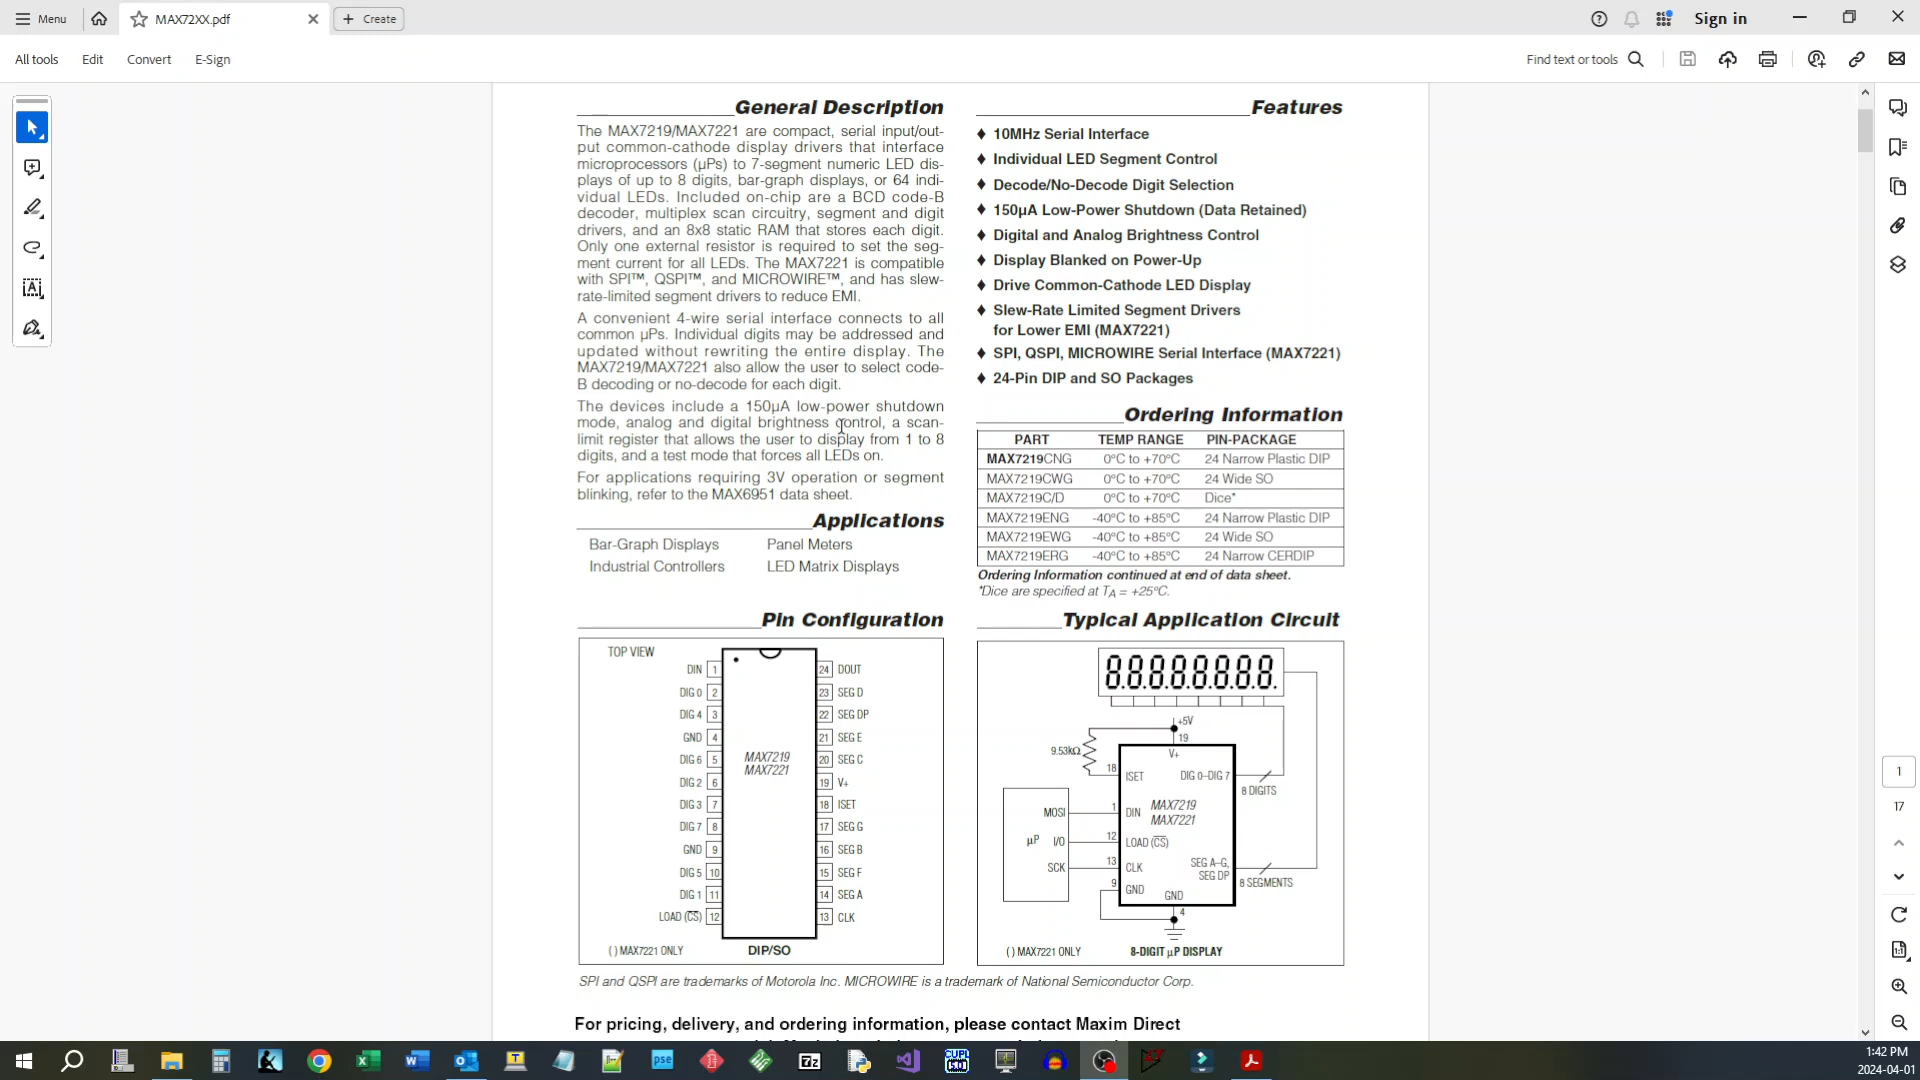 Menu
MAX72XX.pdf
Create
Sign in
All tools
Edit
Convert
E-Sign
Find text or tools
General Description
The MAX7219/MAX7221 are compact, serial input/out-
put common-cathode display drivers that interface
microprocessors (µPs) to 7-segment numeric LED dis-
plays of up to 8 digits, bar-graph displays, or 64 indi-
vidual LEDs. Included on-chip are a BCD code-B
decoder, multiplex scan circuitry, segment and digit
drivers, and an 8x8 static RAM that stores each digit.
Only one external resistor is required to set the seg-
ment current for all LEDs. The MAX7221 is compatible
with SPI™, QSPI™, and MICROWIRE™, and has slew-
rate-limited segment drivers to reduce EMI.
A convenient 4-wire serial interface connects to all
common µPs. Individual digits may be addressed and
updated without rewriting the entire display. The
MAX7219/MAX7221 also allow the user to select code-
B decoding or no-decode for each digit.
The devices include a 150µA low-power shutdown
mode, analog and digital brightness control, a scan-
limit register that allows the user to display from 1 to 8
digits, and a test mode that forces all LEDs on.
For applications requiring 3V operation or segment
blinking, refer to the MAX6951 data sheet.
Applications
Bar-Graph Displays
Panel Meters
Industrial Controllers
LED Matrix Displays
Features
♦ 10MHz Serial Interface
♦ Individual LED Segment Control
♦ Decode/No-Decode Digit Selection
♦ 150µA Low-Power Shutdown (Data Retained)
♦ Digital and Analog Brightness Control
♦ Display Blanked on Power-Up
♦ Drive Common-Cathode LED Display
♦ Slew-Rate Limited Segment Drivers
for Lower EMI (MAX7221)
♦ SPI, QSPI, MICROWIRE Serial Interface (MAX7221)
♦ 24-Pin DIP and SO Packages
Ordering Information
PART TEMP RANGE PIN-PACKAGE
MAX7219CNG 0°C to +70°C 24 Narrow Plastic DIP
MAX7219CWG 0°C to +70°C 24 Wide SO
MAX7219C/D 0°C to +70°C Dice*
MAX7219ENG -40°C to +85°C 24 Narrow Plastic DIP
MAX7219EWG -40°C to +85°C 24 Wide SO
MAX7219ERG -40°C to +85°C 24 Narrow CERDIP
Ordering Information continued at end of data sheet.
*Dice are specified at TA = +25°C.
Pin Configuration
TOP VIEW
DIN 1 24 DOUT
DIG 0 2 23 SEG D
DIG 4 3 22 SEG DP
GND 4 21 SEG E
DIG 6 5 20 SEG C
DIG 2 6 19 V+
DIG 3 7 18 ISET
DIG 7 8 17 SEG G
GND 9 16 SEG B
DIG 5 10 15 SEG F
DIG 1 11 14 SEG A
LOAD (CS) 12 13 CLK
MAX7219
MAX7221
( ) MAX7221 ONLY
DIP/SO
Typical Application Circuit
8.8.8.8.8.8.8.8.
+5V
9.53kΩ
19
V+
18
ISET
DIG 0–DIG 7
8 DIGITS
MAX7219
MAX7221
MOSI
1
DIN
µP
I/O
12
LOAD (CS)
SCK
13
CLK
SEG A–G,
SEG DP
8 SEGMENTS
9
GND
GND
4
( ) MAX7221 ONLY
8-DIGIT µP DISPLAY
SPI and QSPI are trademarks of Motorola Inc. MICROWIRE is a trademark of National Semiconductor Corp.
For pricing, delivery, and ordering information, please contact Maxim Direct
1
17
pse
7z
CUPL
1:42 PM
2024-04-01